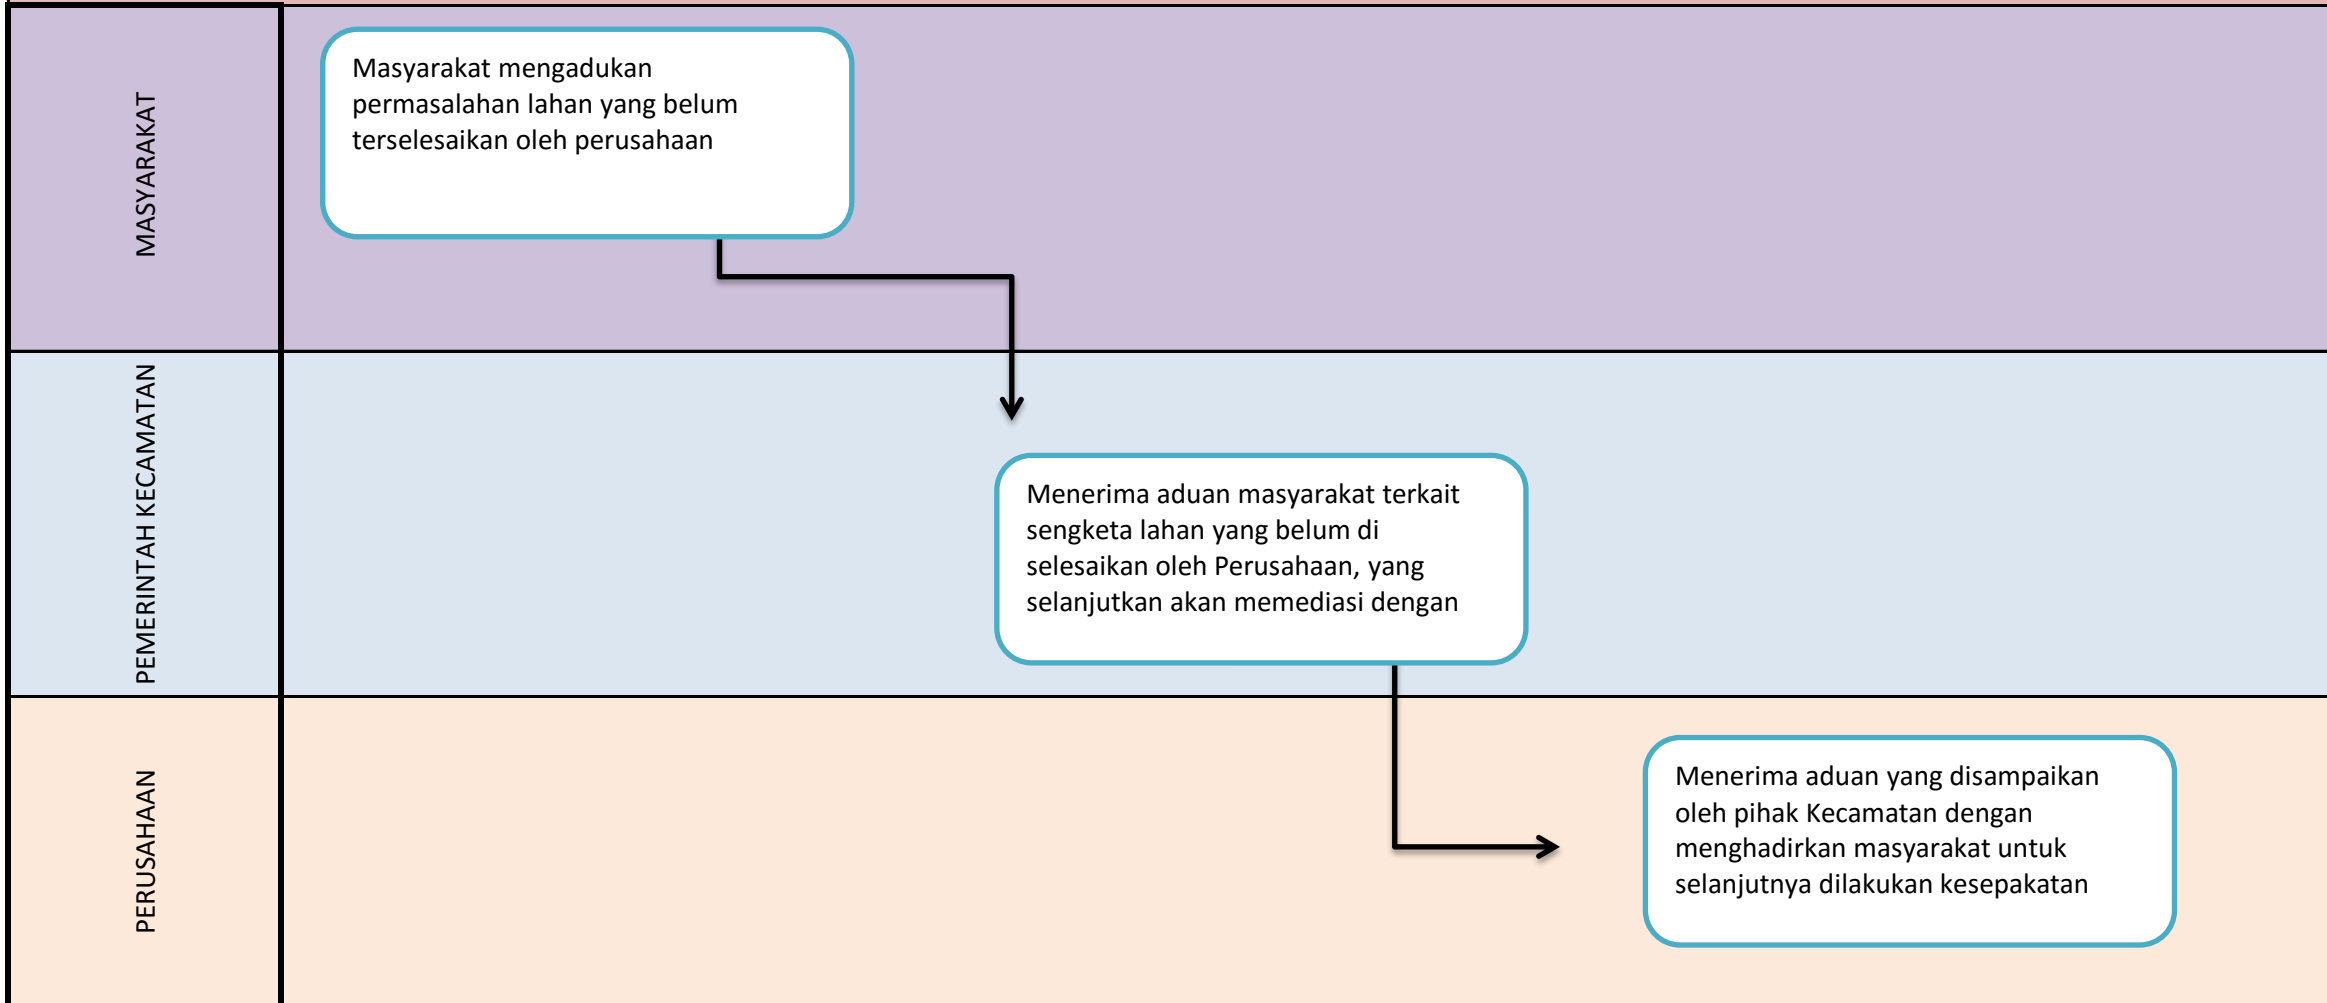 MASYARAKAT
Masyarakat mengadukan
permasalahan lahan yang belum
terselesaikan oleh perusahaan
PEMERINTAH KECAMATAN
Menerima aduan masyarakat terkait
sengketa lahan yang belum di
selesaikan oleh Perusahaan, yang
selanjutkan akan memediasi dengan
PERUSAHAAN
Menerima aduan yang disampaikan
oleh pihak Kecamatan dengan
menghadirkan masyarakat untuk
selanjutnya dilakukan kesepakatan